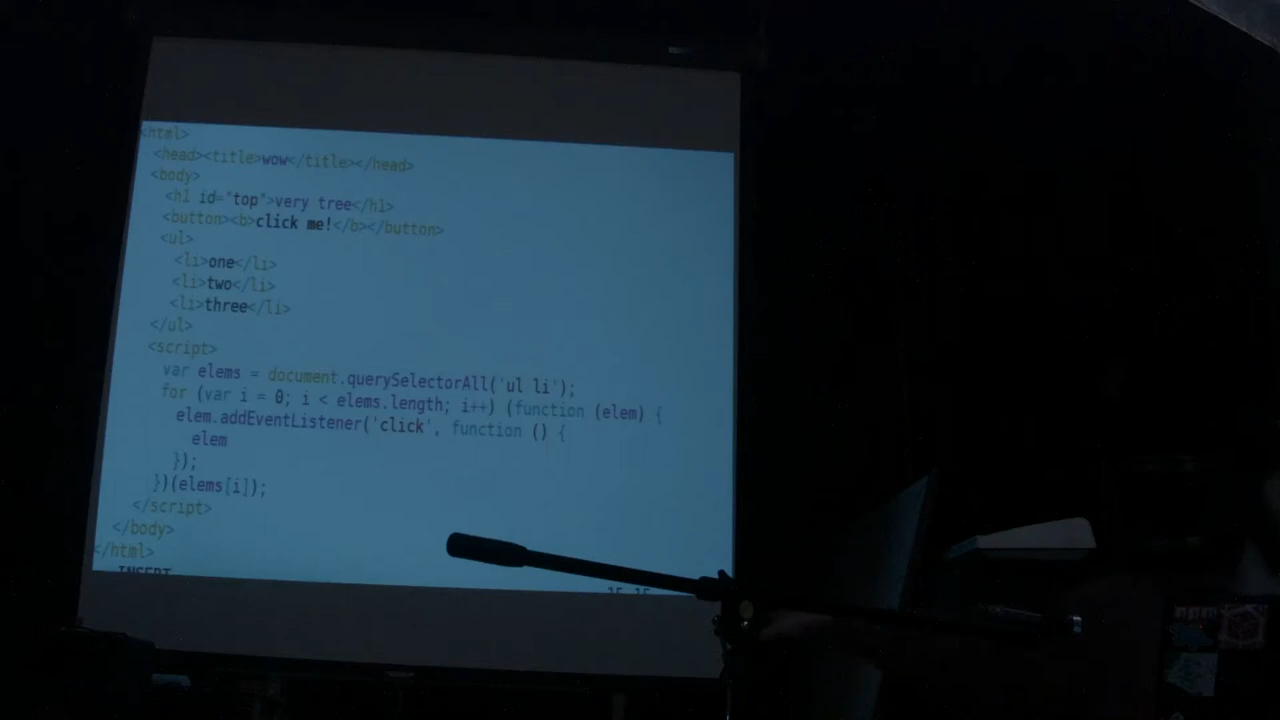 <html>
<head><title>wow</title></head>
<body>
<h1 id="top">very tree</h1>
<button><b>click me!</b></button>
<ul>
<li>one</li>
<li>two</li>
<li>three</li>
</ul>
<script>
var elems = document.querySelectorAll('ul li');
for (var i = 0; i < elems.length; i++) (function (elem) {
elem.addEventListener('click', function () {
elem
});
})(elems[i]);
</script>
</body>
</html>
INSERT